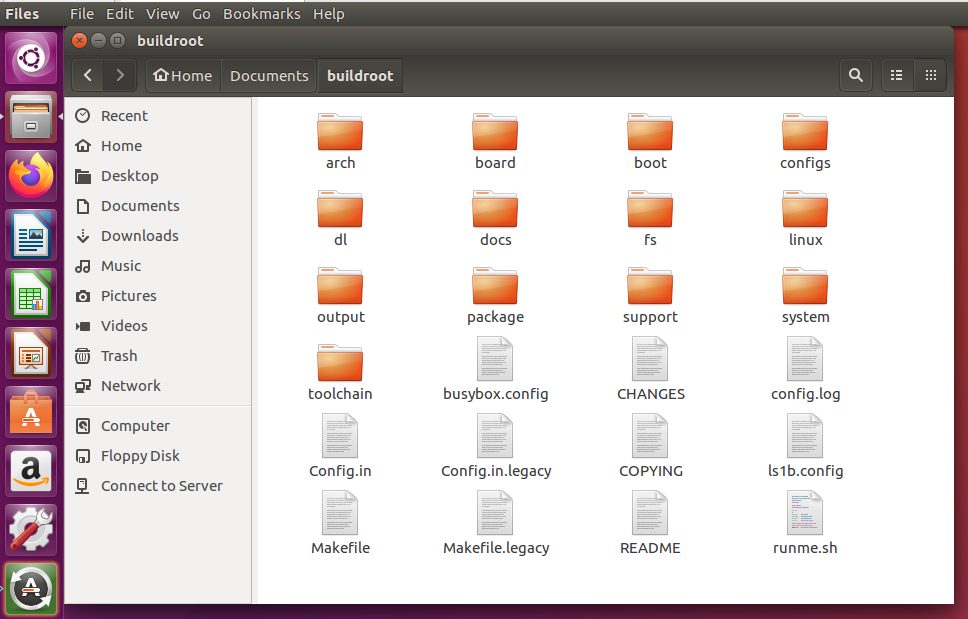 Files File Edit View Go Bookmarks Help
buildroot
Home Documents buildroot
Recent
Home
Desktop
Documents
Downloads
Music
Pictures
Videos
Trash
Network
Computer
Floppy Disk
Connect to Server
arch board boot configs
dl docs fs linux
output package support system
toolchain busybox.config CHANGES config.log
Config.in Config.in.legacy COPYING ls1b.config
Makefile Makefile.legacy README runme.sh